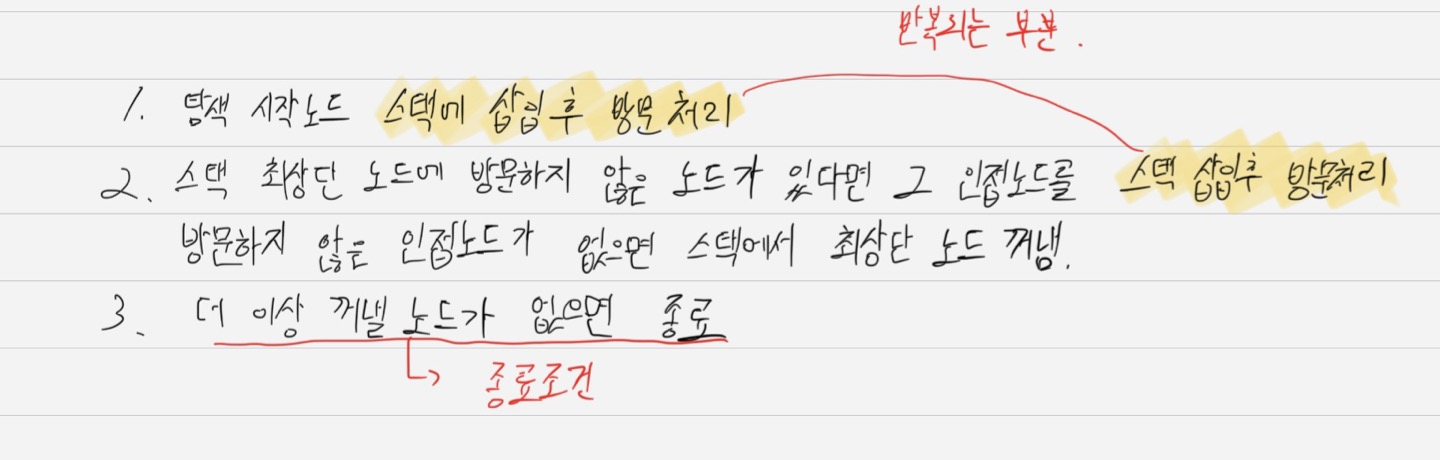 반복되는 부분.
1. 탐색 시작노드 스택에 삽입후 방문처리
2. 스택 최상단 노드에 방문하지 않은 노드가 있다면 그 인접노드를 스택 삽입후 방문처리
방문하지 않은 인접노드가 없으면 스택에서 최상단 노드 꺼냄.
3. 더 이상 꺼낼 노드가 없으면 종료
종료조건